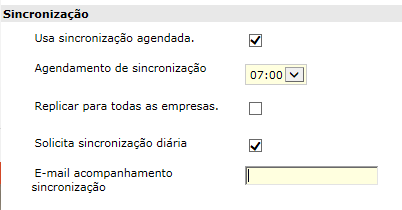 Sincronização
Usa sincronização agendada.
Agendamento de sincronização 07:00
Replicar para todas as empresas.
Solicita sincronização diária
E-mail acompanhamento
sincronização